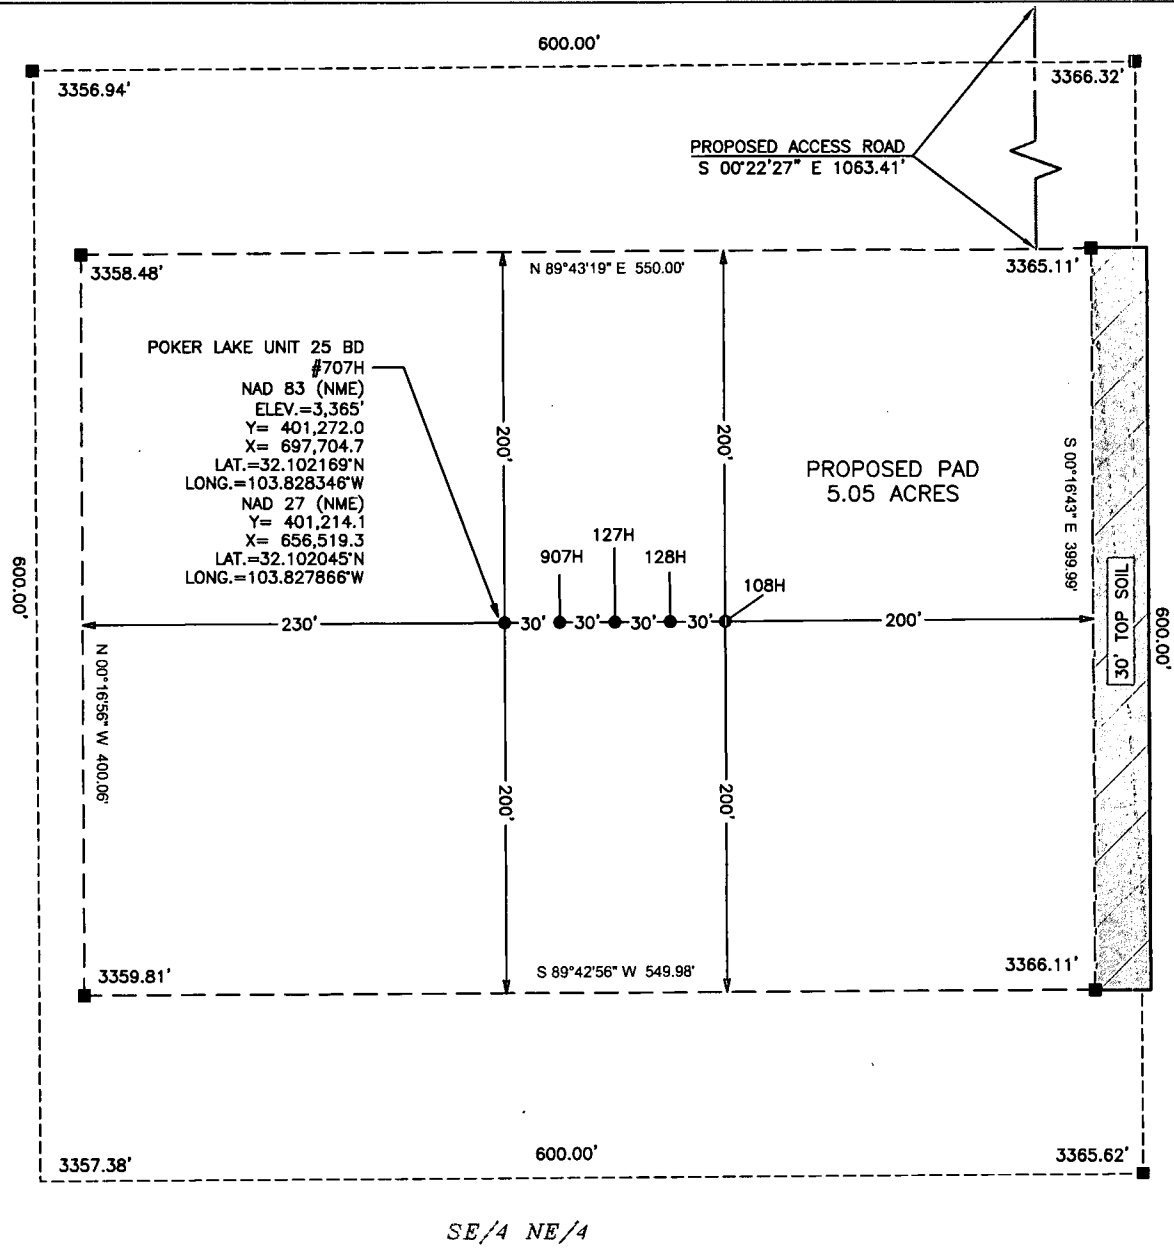 600.00'
3356.94'
3366.32'
PROPOSED ACCESS ROAD
S 00°22'27" E 1063.41'
3358.48'
N 89°43'19" E 550.00'
3365.11'
POKER LAKE UNIT 25 BD
#707H
NAD 83 (NME)
ELEV.=3,365'
Y= 401,272.0
X= 697,704.7
LAT.=32.102169°N
LONG.=103.828346°W
NAD 27 (NME)
Y= 401,214.1
X= 656,519.3
LAT.=32.102045°N
LONG.=103.827866°W
200'
200'
S 00°16'43" E 399.99'
PROPOSED PAD
5.05 ACRES
127H
907H
128H
108H
600.00'
230'
30'
30'
30'
30'
200'
30' TOP SOIL
600.00'
N 00°16'56" W 400.06'
200'
200'
3359.81'
S 89°42'56" W 549.98'
3366.11'
3357.38'
600.00'
3365.62'
SE/4 NE/4